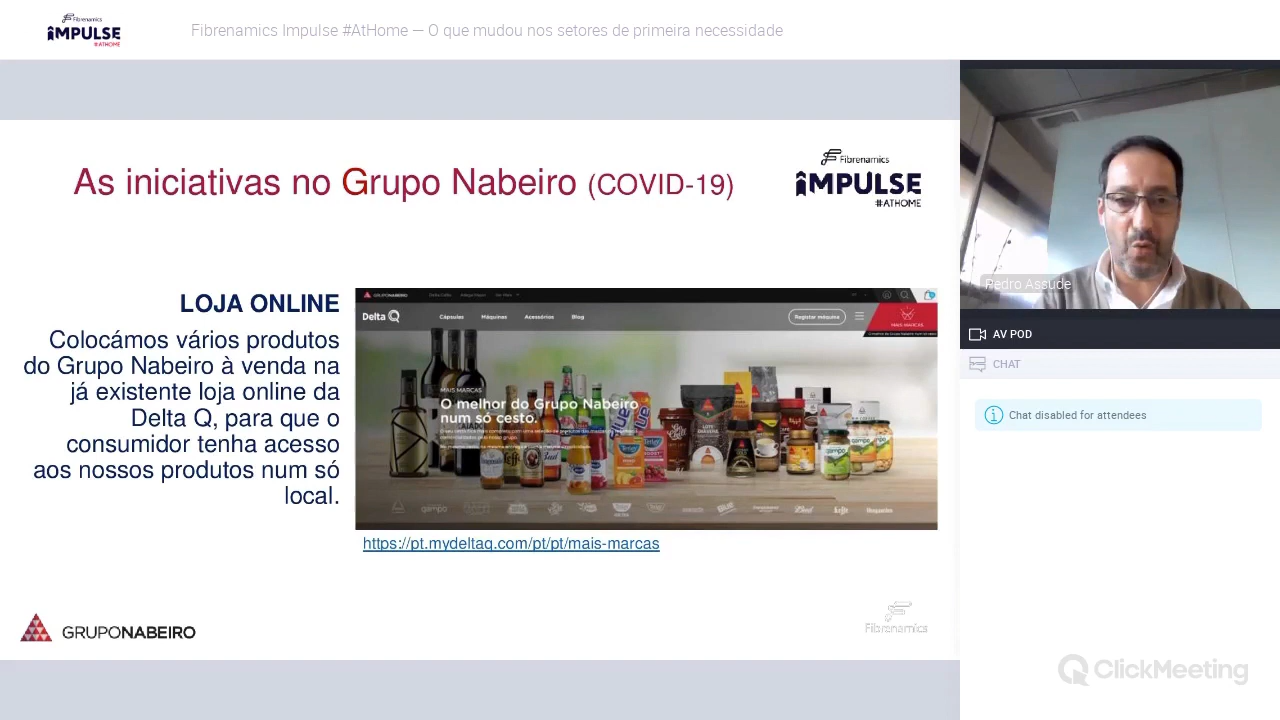 Fibrenamics
IMPULSE
#ATHOME
Fibrenamics Impulse #AtHome — O que mudou nos setores de primeira necessidade
As iniciativas no Grupo Nabeiro (COVID-19)
Fibrenamics
IMPULSE
#ATHOME
LOJA ONLINE
Colocámos vários produtos
do Grupo Nabeiro à venda na
já existente loja online da
Delta Q, para que o
consumidor tenha acesso
aos nossos produtos num só
local.
GRUPONABEIRO
Delta Q
Cápsulas
Máquinas
Acessórios
Blog
Registar máquina
MAIS MARCAS
MAIS MARCAS
O melhor do Grupo Nabeiro
num só cesto.
https://pt.mydeltaq.com/pt/pt/mais-marcas
GRUPONABEIRO
Fibrenamics
Pedro Assude
AV POD
CHAT
Chat disabled for attendees
ClickMeeting